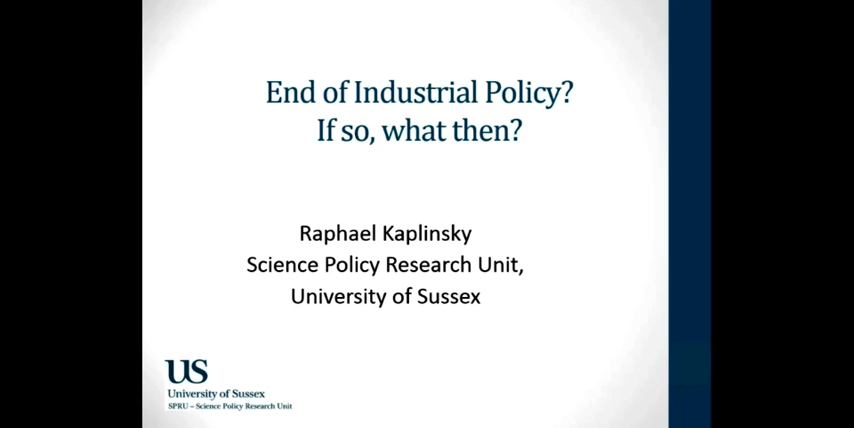 End of Industrial Policy?
If so, what then?
Raphael Kaplinsky
Science Policy Research Unit,
University of Sussex
US
University of Sussex
SPRU – Science Policy Research Unit